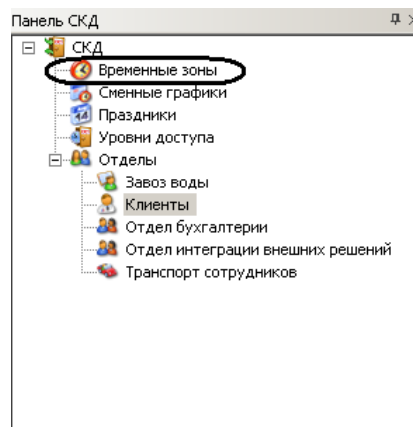 Панель СКД
СКД
Временные зоны
Сменные графики
Праздники
Уровни доступа
Отделы
Завоз воды
Клиенты
Отдел бухгалтерии
Отдел интеграции внешних решений
Транспорт сотрудников